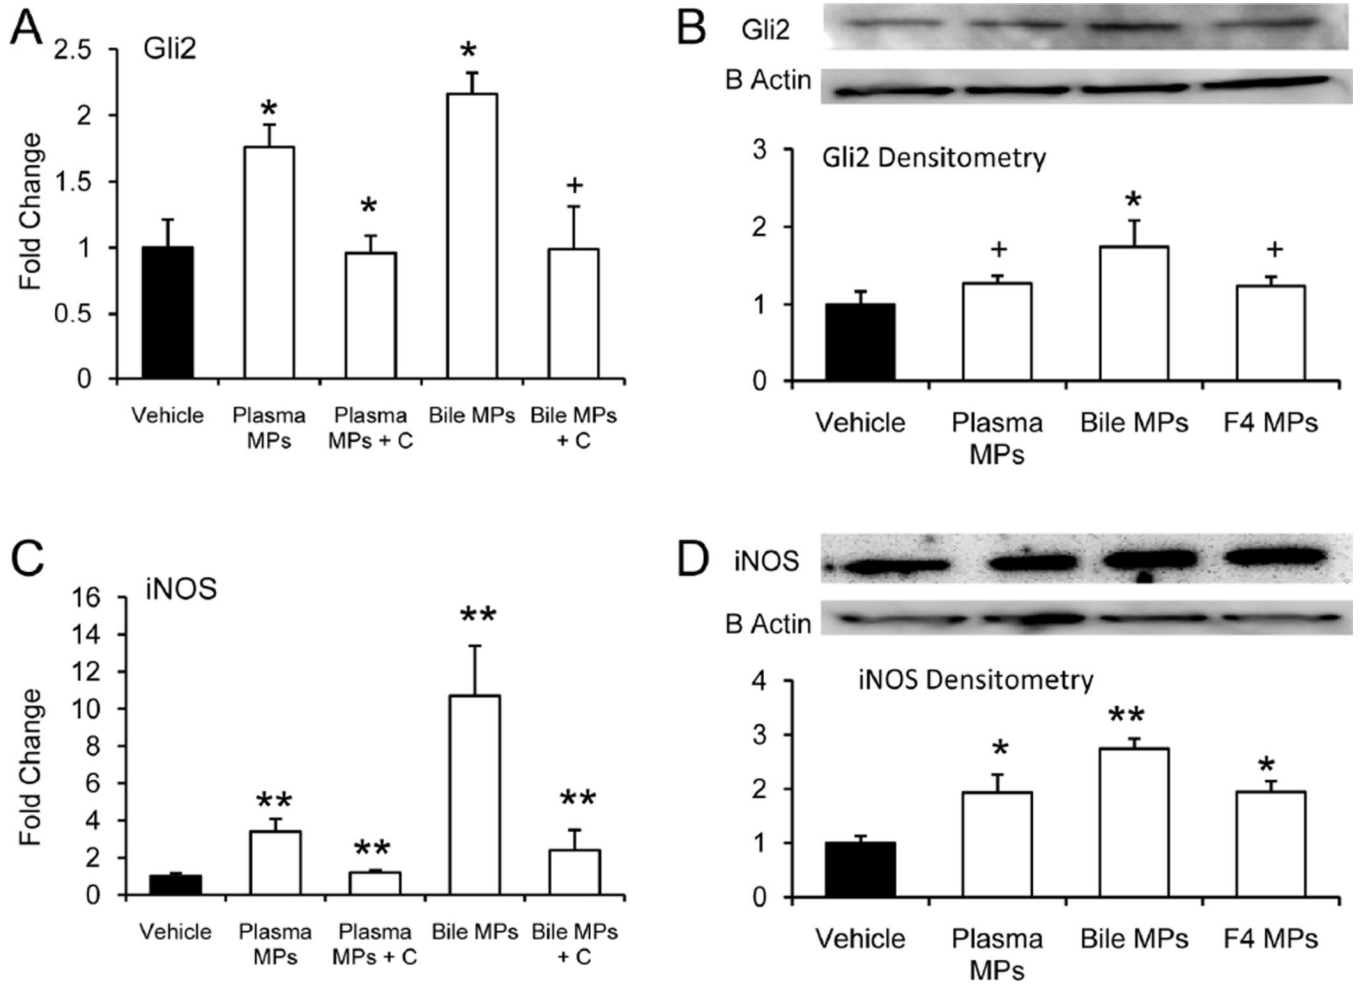 A
Gli2
Fold Change
2.5
*
2
*
1.5
*
+
1
0.5
0
Vehicle Plasma Plasma Bile MPs Bile MPs
MPs MPs + C + C
B
Gli2
B Actin
Gli2 Densitometry
3
*
2
+ +
1
0
Vehicle Plasma Bile MPs F4 MPs
MPs
C
iNOS
Fold Change
16
14
**
12
10
8
6
** **
4
**
2
0
Vehicle Plasma Plasma Bile MPs Bile MPs
MPs MPs + C + C
D
iNOS
B Actin
iNOS Densitometry
4
**
3
* *
2
1
0
Vehicle Plasma Bile MPs F4 MPs
MPs